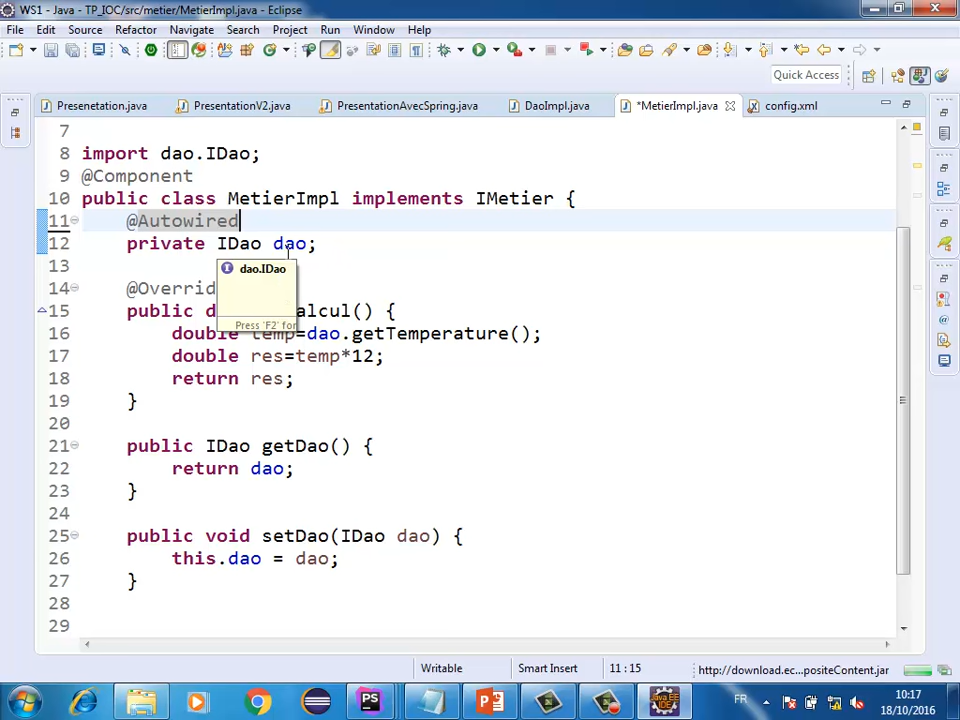 WS1 - Java - TP_IOC/src/metier/MetierImpl.java - Eclipse
File Edit Source Refactor Navigate Search Project Run Window Help
Quick Access
Presenetation.java PresentationV2.java PresentationAvecSpring.java DaoImpl.java *MetierImpl.java config.xml
7
8 import dao.IDao;
9 @Component
10 public class MetierImpl implements IMetier {
11 @Autowired
12 private IDao dao;
13
dao.IDao
14 @Overrid
15 public d alcul() {
Press 'F2' for
16 double temp=dao.getTemperature();
17 double res=temp*12;
18 return res;
19 }
20
21 public IDao getDao() {
22 return dao;
23 }
24
25 public void setDao(IDao dao) {
26 this.dao = dao;
27 }
28
29
Writable Smart Insert 11 : 15 http://download.ec...positeContent.jar
FR 10:17
18/10/2016